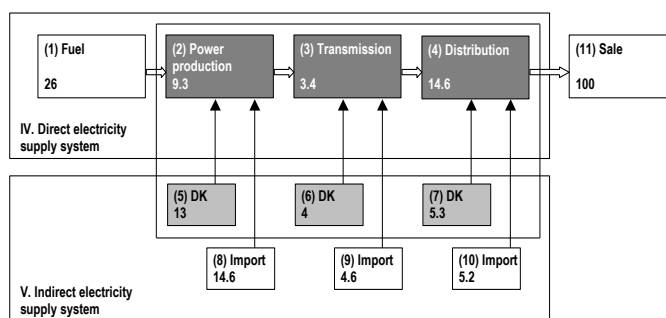 (1) Fuel
26
(2) Power
production
9.3
(3) Transmission
3.4
(4) Distribution
14.6
(11) Sale
100
IV. Direct electricity
supply system
(5) DK
13
(6) DK
4
(7) DK
5.3
(8) Import
14.6
(9) Import
4.6
(10) Import
5.2
V. Indirect electricity
supply system